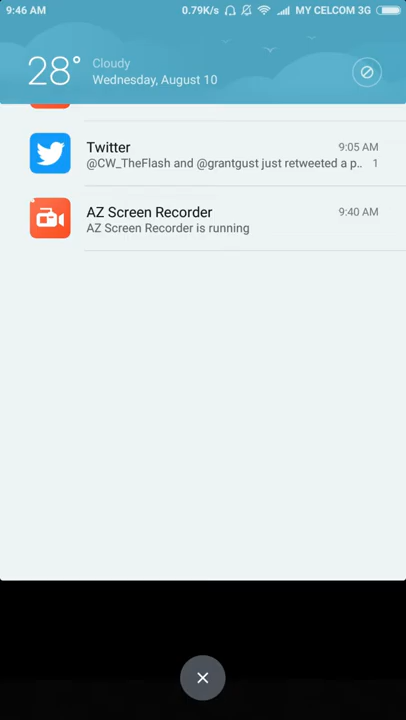 9:46 AM
0.79K/s
MY CELCOM 3G
28°
Cloudy
Wednesday, August 10
Twitter
9:05 AM
@CW_TheFlash and @grantgust just retweeted a p..
1
AZ Screen Recorder
9:40 AM
AZ Screen Recorder is running